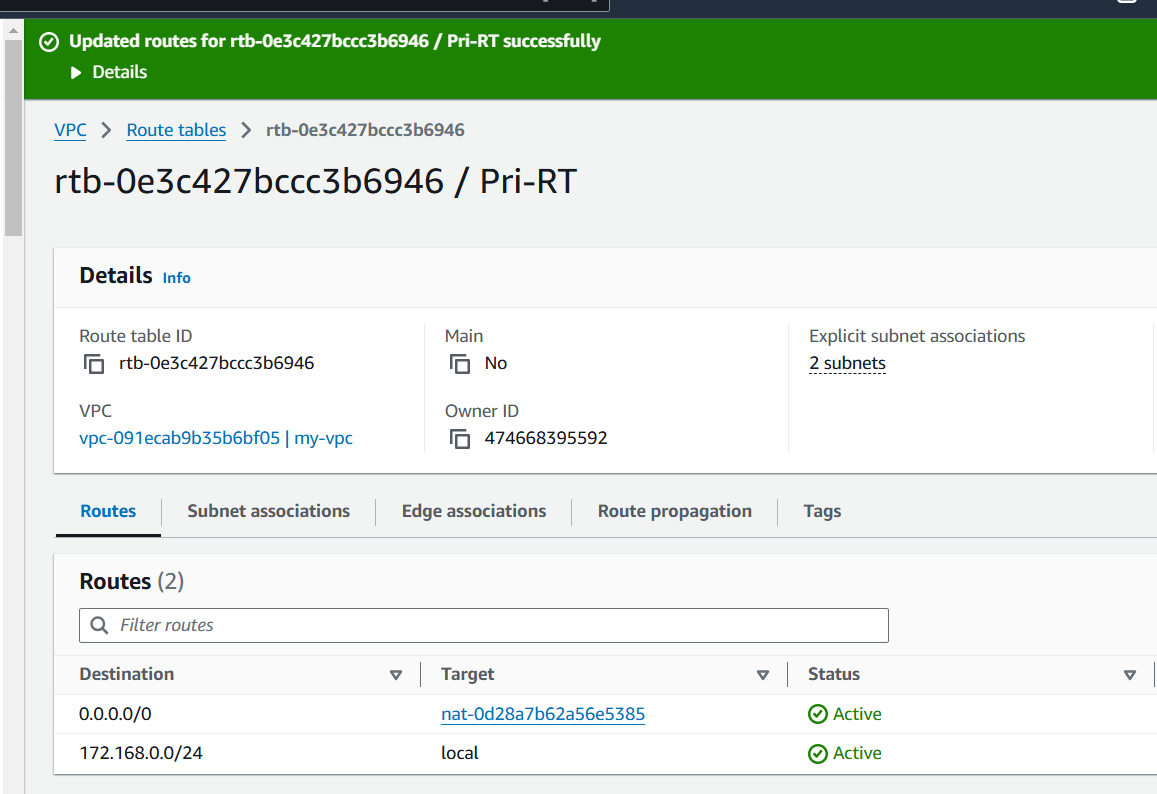 Updated routes for rtb-0e3c427bccc3b6946 / Pri-RT successfully
Details
VPC > Route tables > rtb-0e3c427bccc3b6946
rtb-0e3c427bccc3b6946 / Pri-RT
Details Info
Route table ID
rtb-0e3c427bccc3b6946
Main
No
Explicit subnet associations
2 subnets
VPC
vpc-091ecab9b35b6bf05 | my-vpc
Owner ID
474668395592
Routes Subnet associations Edge associations Route propagation Tags
Routes (2)
Filter routes
Destination Target Status
0.0.0.0/0 nat-0d28a7b62a56e5385 Active
172.168.0.0/24 local Active